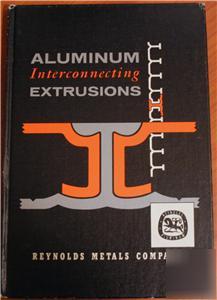 ALUMINUM
Interconnecting
EXTRUSIONS
REYNOLDS METALS COMPA